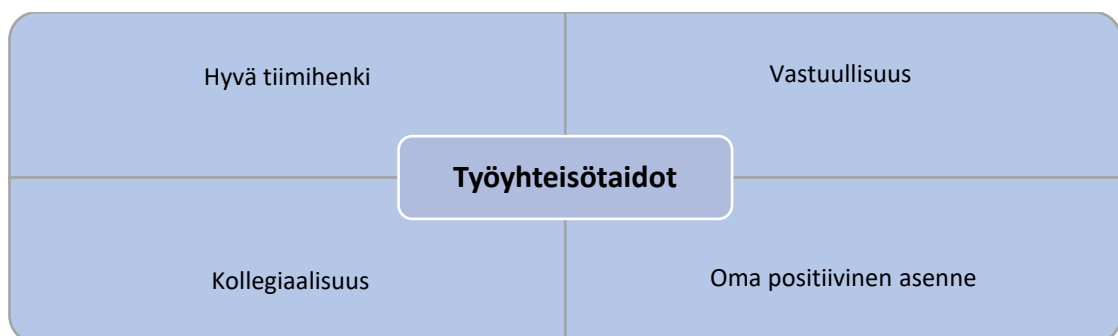 Hyvä tiimihenki
Vastuullisuus
Työyhteisötaidot
Kollegiaalisuus
Oma positiivinen asenne